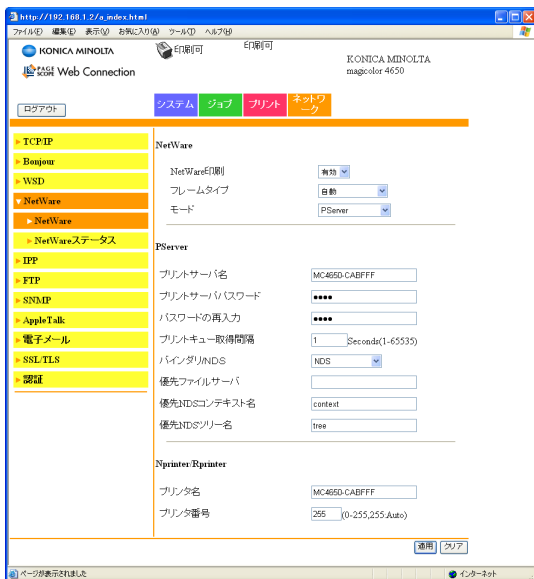 http://192.168.1.2/a_index.html
ファイル(F) 編集(E) 表示(V) お気に入り(A) ツール(T) ヘルプ(H)
KONICA MINOLTA
印刷可
印刷可
PAGE SCOPE Web Connection
KONICA MINOLTA
magicolor 4650
ログアウト
システム ジョブ プリント ネットワーク
TCP/IP
Bonjour
WSD
NetWare
NetWare
NetWareステータス
IPP
FTP
SNMP
AppleTalk
電子メール
SSL/TLS
認証
NetWare
NetWare印刷 有効
フレームタイプ 自動
モード PServer
PServer
プリントサーバ名 MC4650-CABFFF
プリントサーバパスワード ●●●●
パスワードの再入力 ●●●●
プリントキュー取得間隔 1 Seconds(1-65535)
バインダリ/NDS NDS
優先ファイルサーバ
優先NDSコンテキスト名 context
優先NDSツリー名 tree
Nprinter/Rprinter
プリンタ名 MC4650-CABFFF
プリンタ番号 255 (0-255,255:Auto)
適用 クリア
ページが表示されました インターネット